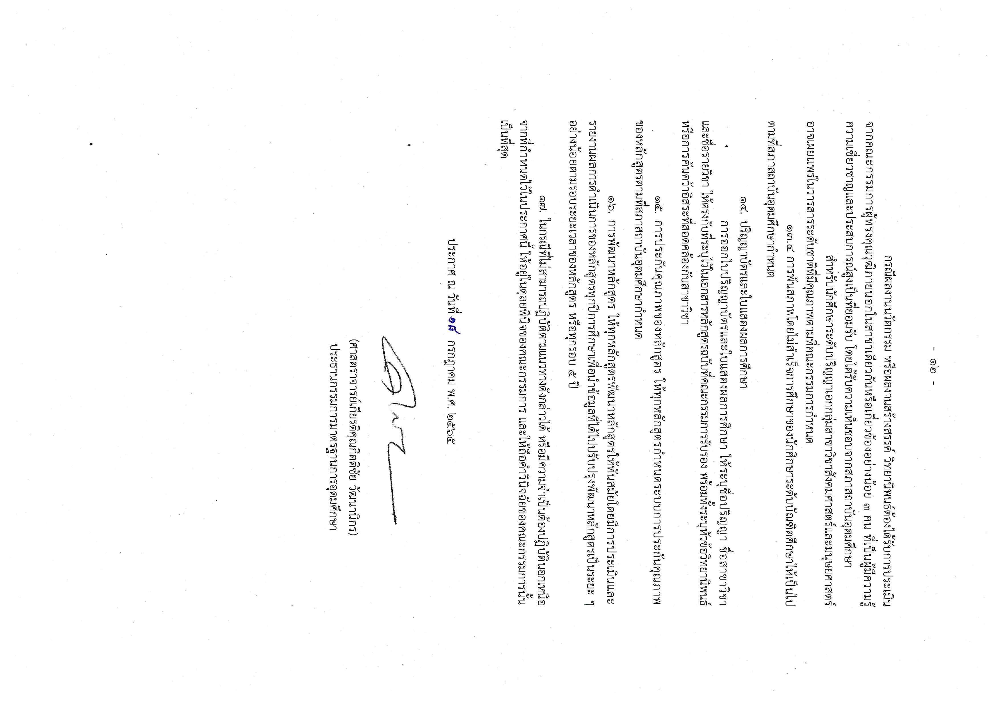 - ๑๒ -
กรณีผลงานนวัตกรรม หรือผลงานสร้างสรรค์ วิทยานิพนธ์ต้องได้รับการประเมิน
จากคณะกรรมการผู้ทรงคุณวุฒิภายนอกในสาขาเดียวกันหรือเกี่ยวข้องอย่างน้อย ๓ คน ที่เป็นผู้มีความรู้
ความเชี่ยวชาญและประสบการณ์สูงเป็นที่ยอมรับ โดยได้รับความเห็นชอบจากสภาสถาบันอุดมศึกษา
สำหรับนักศึกษาระดับปริญญาเอกกลุ่มสาขาวิชาสังคมศาสตร์และมนุษยศาสตร์
อาจเผยแพร่ในวารสารระดับชาติที่มีคุณภาพตามที่คณะกรรมการกำหนด
๑๓.๔ การพ้นสภาพโดยไม่สำเร็จการศึกษาของนักศึกษาระดับบัณฑิตศึกษาให้เป็นไป
ตามที่สภาสถาบันอุดมศึกษากำหนด
๑๔. ปริญญาบัตรและใบแสดงผลการศึกษา
การออกใบปริญญาบัตรและใบแสดงผลการศึกษา ให้ระบุชื่อปริญญา ชื่อสาขาวิชา
และชื่อรายวิชา ให้ตรงกับที่ระบุไว้ในเอกสารหลักสูตรฉบับที่คณะกรรมการรับรอง พร้อมทั้งระบุหัวข้อวิทยานิพนธ์
หรือการค้นคว้าอิสระที่สอดคล้องกับสาขาวิชา
๑๕. การประกันคุณภาพของหลักสูตร ให้ทุกหลักสูตรกำหนดระบบการประกันคุณภาพ
ของหลักสูตรตามที่สภาสถาบันอุดมศึกษากำหนด
๑๖. การพัฒนาหลักสูตร ให้ทุกหลักสูตรพัฒนาหลักสูตรให้ทันสมัยโดยมีการประเมินและ
รายงานผลการดำเนินการของหลักสูตรทุกปีการศึกษาเพื่อนำข้อมูลที่ได้ไปปรับปรุงพัฒนาหลักสูตรเป็นระยะ ๆ
อย่างน้อยตามรอบระยะเวลาของหลักสูตร หรือทุกรอบ ๕ ปี
๑๗. ในกรณีที่ไม่สามารถปฏิบัติตามแนวทางดังกล่าวได้ หรือมีความจำเป็นต้องปฏิบัตินอกเหนือ
จากที่กำหนดไว้ในประกาศนี้ ให้อยู่ในดุลยพินิจของคณะกรรมการ และให้ถือคำวินิจฉัยของคณะกรรมการนั้น
เป็นที่สุด
ประกาศ ณ วันที่ ๑๘ กรกฎาคม พ.ศ. ๒๕๖๕
(ศาสตราจารย์เกียรติคุณกิตติชัย วัฒนานิกร)
ประธานกรรมการมาตรฐานการอุดมศึกษา